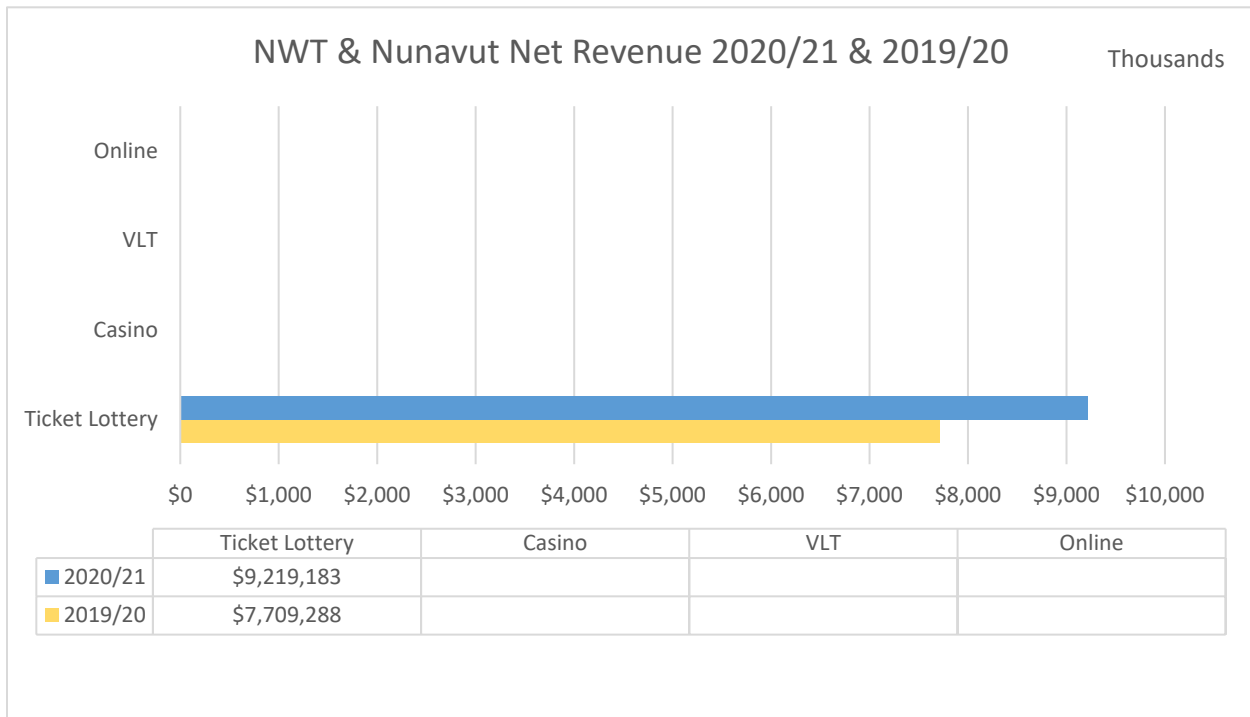 NWT & Nunavut Net Revenue 2020/21 & 2019/20
Thousands
Online
VLT
Casino
Ticket Lottery
$0 $1,000 $2,000 $3,000 $4,000 $5,000 $6,000 $7,000 $8,000 $9,000 $10,000
Ticket Lottery Casino VLT Online
2020/21 $9,219,183
2019/20 $7,709,288